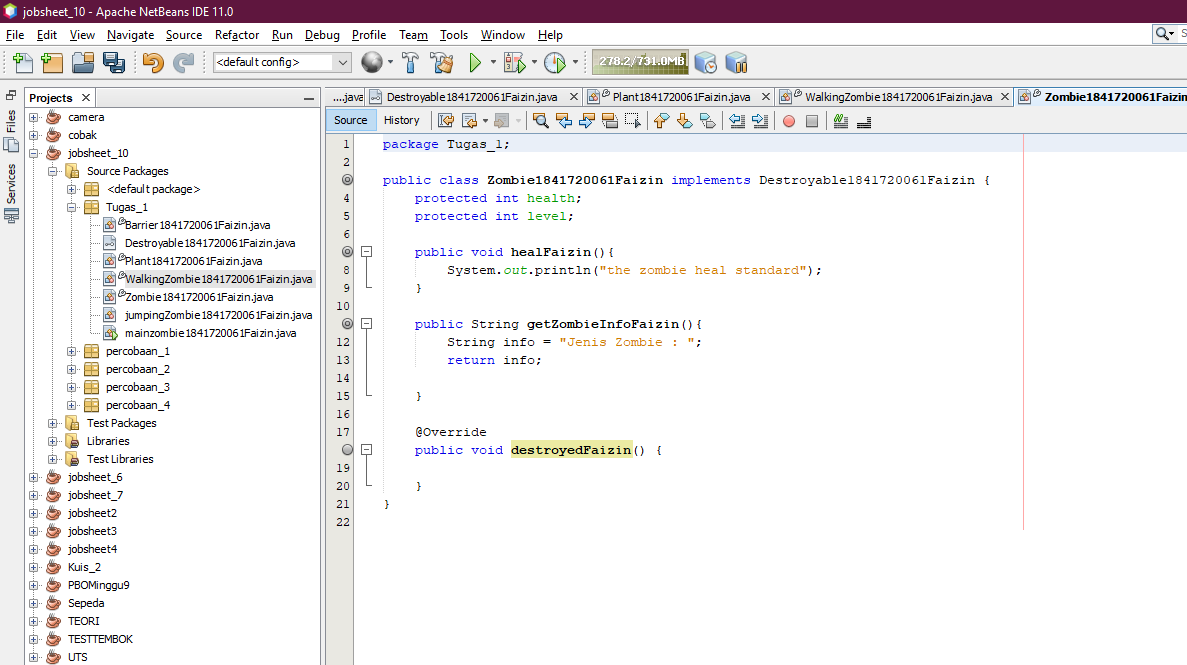 jobsheet_10 - Apache NetBeans IDE 11.0
File Edit View Navigate Source Refactor Run Debug Profile Team Tools Window Help
<default config>
278.2/731.0MB
Files
Services
Projects
camera
cobak
jobsheet_10
Source Packages
<default package>
Tugas_1
Barrier1841720061Faizin.java
Destroyable1841720061Faizin.java
Plant1841720061Faizin.java
WalkingZombie1841720061Faizin.java
Zombie1841720061Faizin.java
jumpingZombie1841720061Faizin.java
mainzombie1841720061Faizin.java
percobaan_1
percobaan_2
percobaan_3
percobaan_4
Test Packages
Libraries
Test Libraries
jobsheet_6
jobsheet_7
jobsheet2
jobsheet3
jobsheet4
Kuis_2
PBOMinggu9
Sepeda
TEORI
TESTTEMBOK
UTS
....java Destroyable1841720061Faizin.java Plant1841720061Faizin.java WalkingZombie1841720061Faizin.java Zombie1841720061Faizin
Source History
1 package Tugas_1;
2
public class Zombie1841720061Faizin implements Destroyable1841720061Faizin {
4 protected int health;
5 protected int level;
6
public void healFaizin(){
8 System.out.println("the zombie heal standard");
9 }
10
public String getZombieInfoFaizin(){
12 String info = "Jenis Zombie : ";
13 return info;
14
15 }
16
17 @Override
public void destroyedFaizin() {
19
20 }
21 }
22